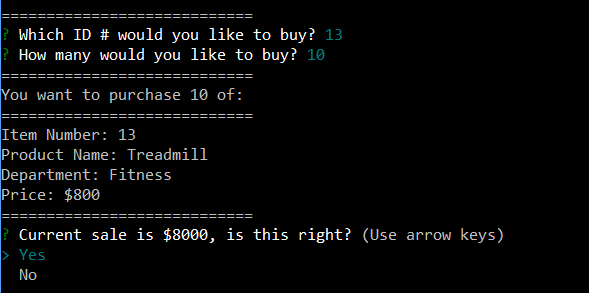 ============================
? Which ID # would you like to buy? 13
? How many would you like to buy? 10
============================
You want to purchase 10 of:
============================
Item Number: 13
Product Name: Treadmill
Department: Fitness
Price: $800
============================
? Current sale is $8000, is this right? (Use arrow keys)
> Yes
  No